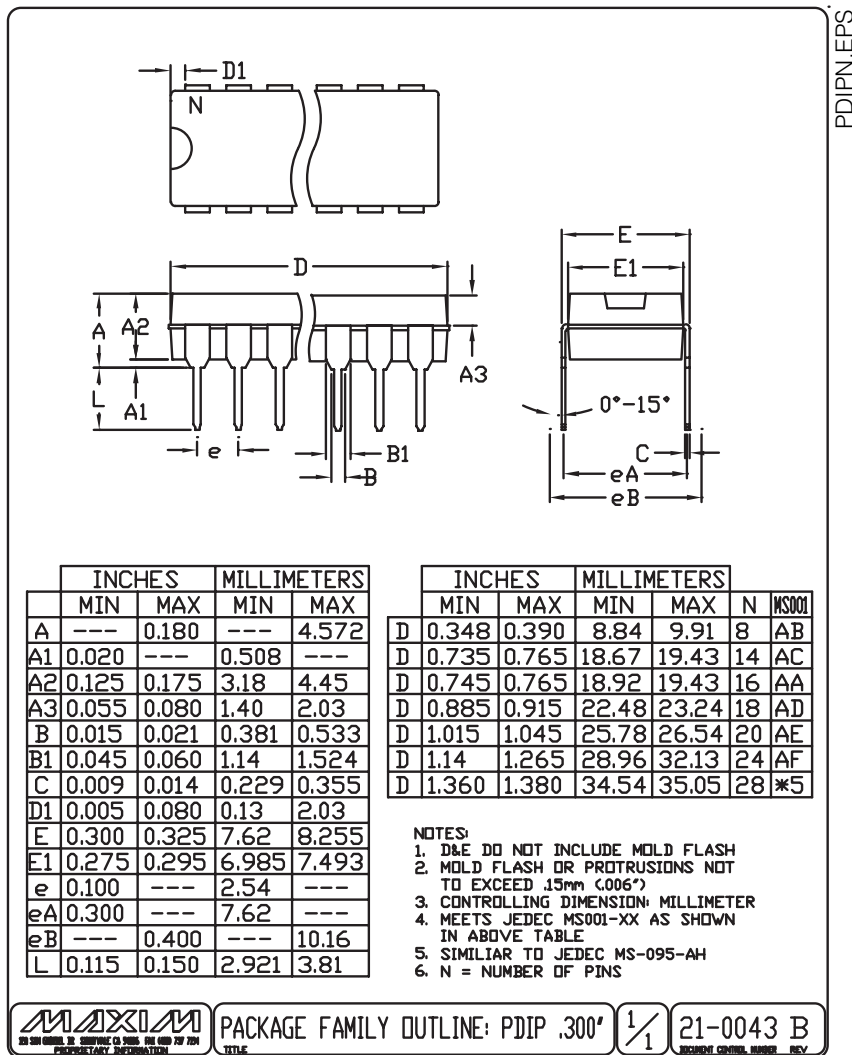 PDIPN.EPS
D1
N
D
E
E1
A
A2
A3
L
A1
0°-15°
e
B1
B
C
eA
eB
INCHES MILLIMETERS
MIN MAX MIN MAX
A --- 0.180 --- 4.572
A1 0.020 --- 0.508 ---
A2 0.125 0.175 3.18 4.45
A3 0.055 0.080 1.40 2.03
B 0.015 0.021 0.381 0.533
B1 0.045 0.060 1.14 1.524
C 0.009 0.014 0.229 0.355
D1 0.005 0.080 0.13 2.03
E 0.300 0.325 7.62 8.255
E1 0.275 0.295 6.985 7.493
e 0.100 --- 2.54 ---
eA 0.300 --- 7.62 ---
eB --- 0.400 --- 10.16
L 0.115 0.150 2.921 3.81
INCHES MILLIMETERS
MIN MAX MIN MAX N MS001
D 0.348 0.390 8.84 9.91 8 AB
D 0.735 0.765 18.67 19.43 14 AC
D 0.745 0.765 18.92 19.43 16 AA
D 0.885 0.915 22.48 23.24 18 AD
D 1.015 1.045 25.78 26.54 20 AE
D 1.14 1.265 28.96 32.13 24 AF
D 1.360 1.380 34.54 35.05 28 *5
NOTES:
1. D&E DO NOT INCLUDE MOLD FLASH
2. MOLD FLASH OR PROTRUSIONS NOT
TO EXCEED .15mm (.006")
3. CONTROLLING DIMENSION: MILLIMETER
4. MEETS JEDEC MS001-XX AS SHOWN
IN ABOVE TABLE
5. SIMILIAR TO JEDEC MS-095-AH
6. N = NUMBER OF PINS
MAXIM
PROPRIETARY INFORMATION
PACKAGE FAMILY OUTLINE: PDIP .300"
TITLE
1/1
21-0043 B
DOCUMENT CONTROL NUMBER REV